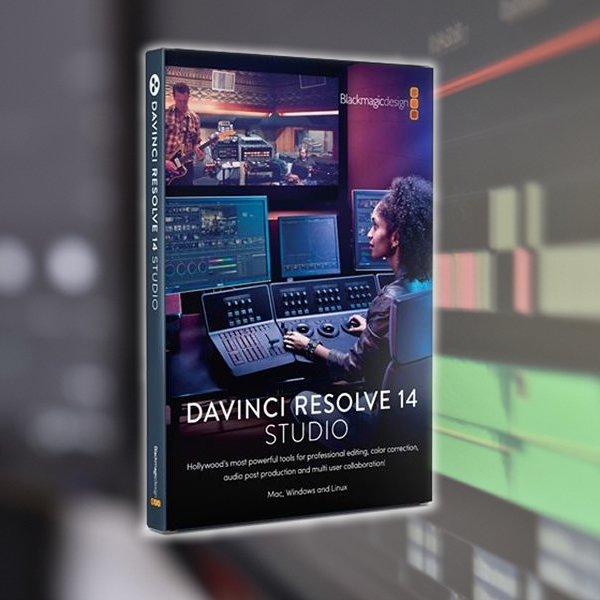 DAVINCI RESOLVE 14 STUDIO
Blackmagicdesign
Blackmagicdesign
DAVINCI RESOLVE 14
STUDIO
Hollywood's most powerful tools for professional editing, color correction,
audio post production and multi user collaboration!
Mac, Windows and Linux